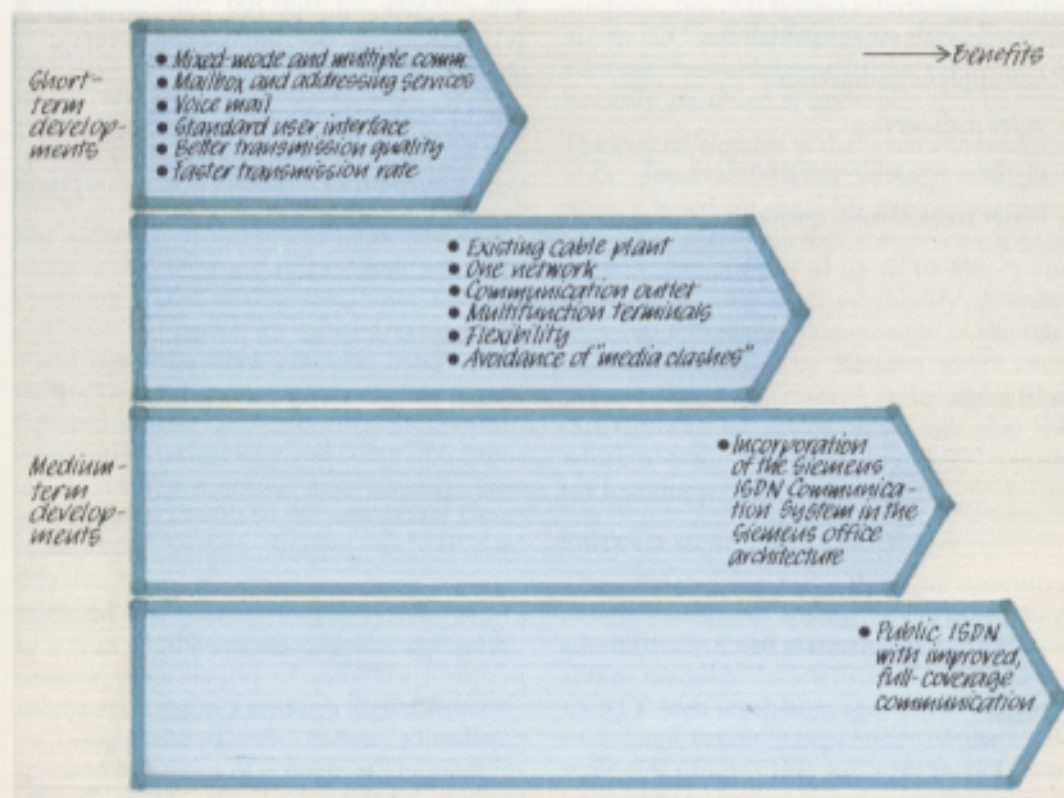 Short-
term
develop-
ments
• Mixed-mode and multiple comm.
• Mailbox and addressing services
• Voice mail
• Standard user interface
• Better transmission quality
• Faster transmission rate
→ Benefits
• Existing cable plant
• One network
• Communication outlet
• Multifunction terminals
• Flexibility
• Avoidance of "media clashes"
Medium-
term
develop-
ments
• Incorporation
of the Siemens
ISDN Communica-
tion System in the
Siemens office
architecture
• Public ISDN
with improved,
full-coverage
communication